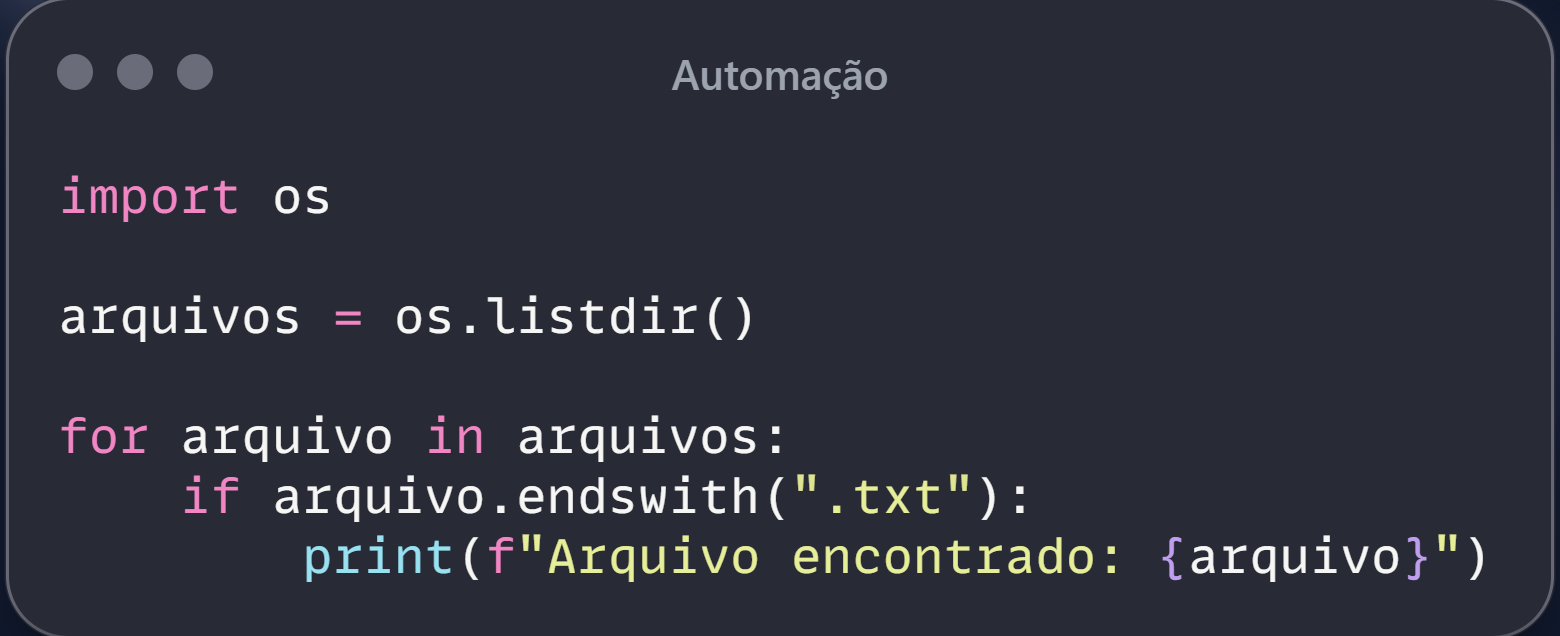 Automação
import os
arquivos = os.listdir()
for arquivo in arquivos:
    if arquivo.endswith(".txt"):
        print(f"Arquivo encontrado: {arquivo}")